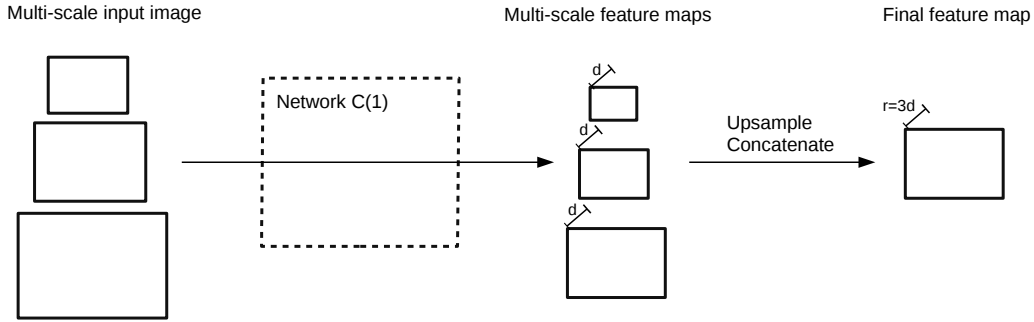 Multi-scale input image
Multi-scale feature maps
Final feature map
d
Network C(1)
r=3d
Upsample
Concatenate
d
d